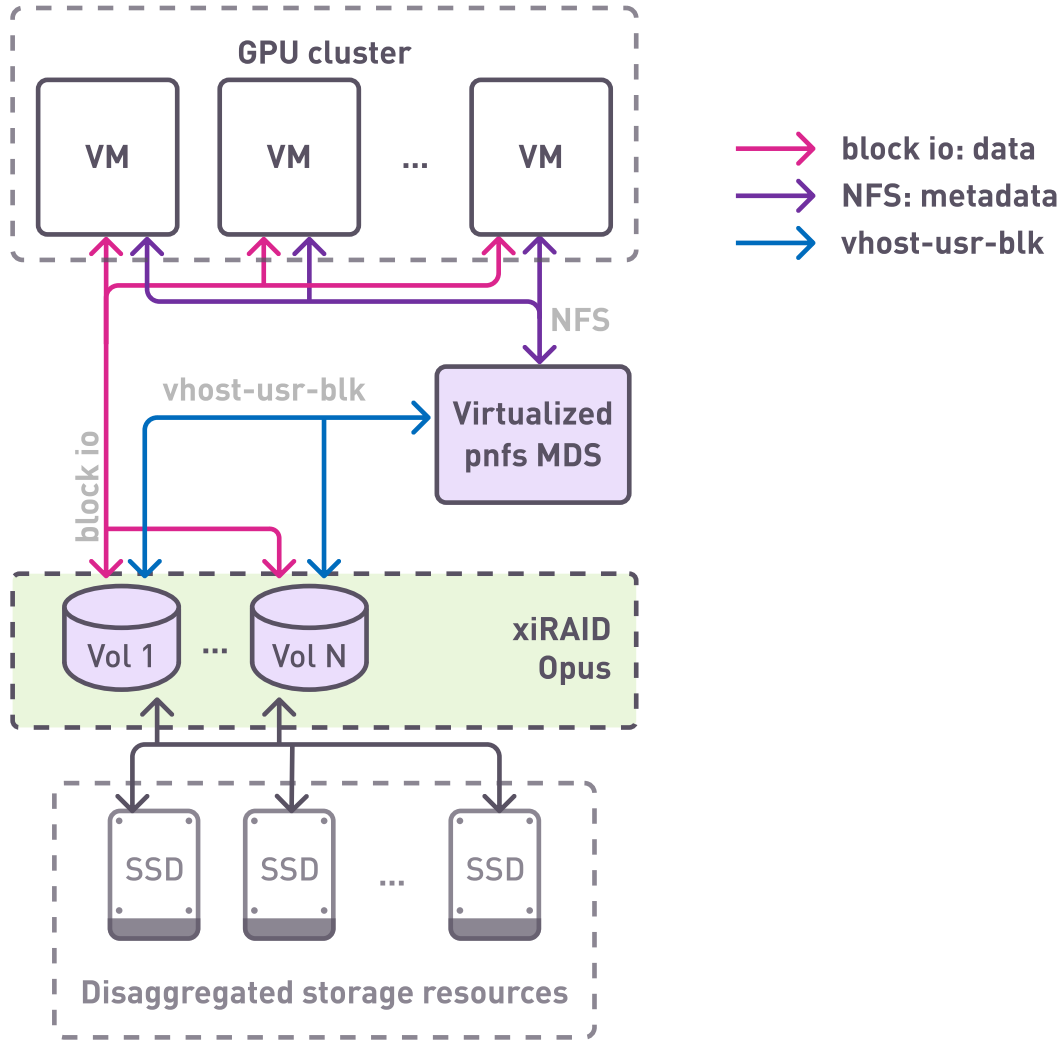 GPU cluster
VM
VM
...
VM
block io: data
NFS: metadata
vhost-usr-blk
NFS
vhost-usr-blk
Virtualized
pnfs MDS
block io
Vol 1
...
Vol N
xiRAID
Opus
SSD
SSD
...
SSD
Disaggregated storage resources